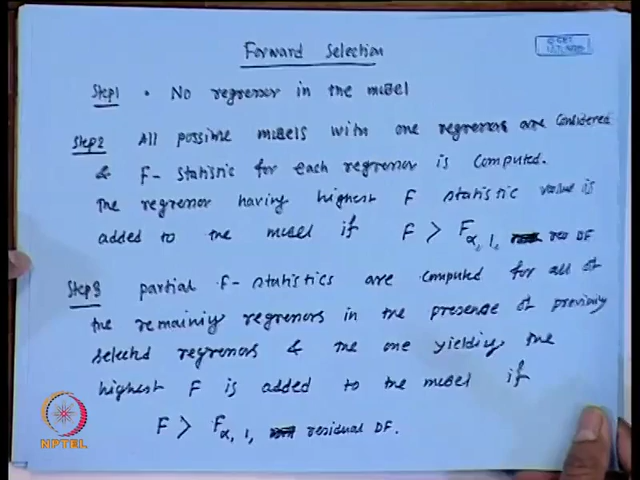 Forward Selection
Step1 . No regressor in the model
Step2 All possible models with one regressors are considered
& F- statistic for each regressor is computed.
The regressor having highest F statistic value is
added to the model if F > Fα, 1, res DF
Step3 partial F-statistics are computed for all of
the remaining regressors in the presence of previously
selected regressors & the one yielding the
highest F is added to the model if
F > Fα, 1, residual DF.
NPTEL